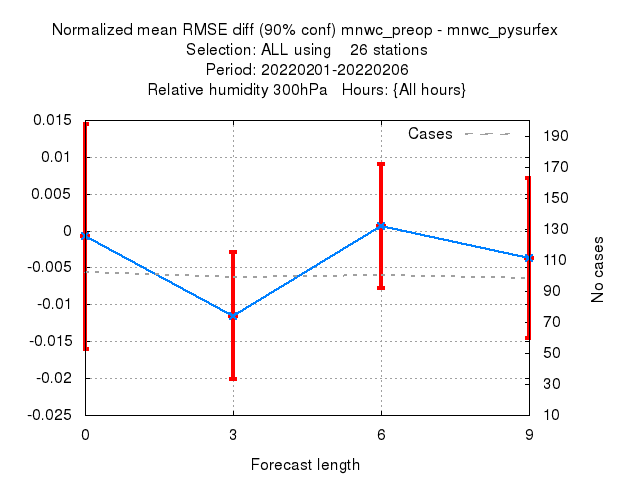 Normalized mean RMSE diff (90% conf) mnwc_preop - mnwc_pysurfex
Selection: ALL using    26 stations
Period: 20220201-20220206
Relative humidity 300hPa   Hours: {All hours}
Cases
0.015
0.01
0.005
0
-0.005
-0.01
-0.015
-0.02
-0.025
190
170
150
130
110
90
70
50
30
10
No cases
0 3 6 9
Forecast length